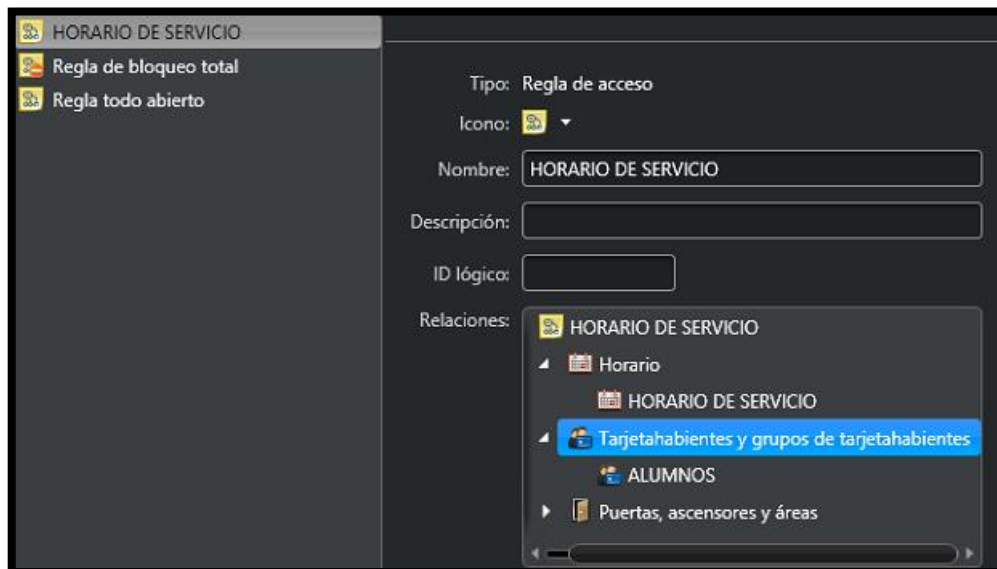 HORARIO DE SERVICIO
Regla de bloqueo total
Regla todo abierto
Tipo: Regla de acceso
Icono:
Nombre: HORARIO DE SERVICIO
Descripción:
ID lógico:
Relaciones:
HORARIO DE SERVICIO
Horario
HORARIO DE SERVICIO
Tarjetahabientes y grupos de tarjetahabientes
ALUMNOS
Puertas, ascensores y áreas